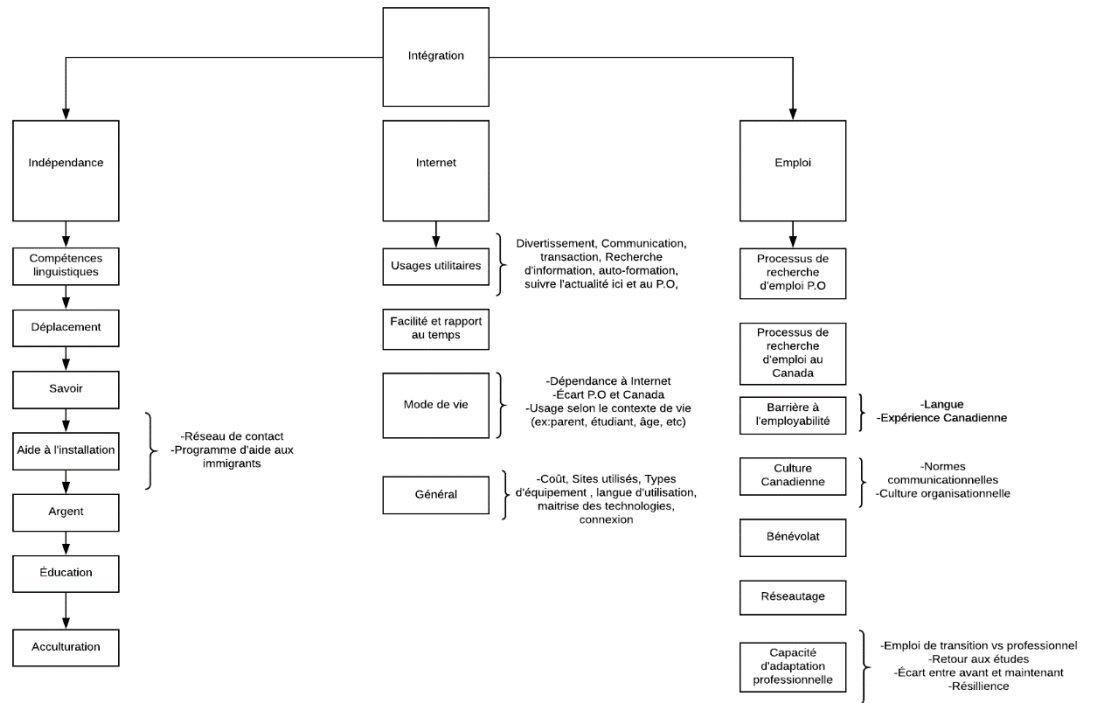 Intégration
Indépendance
Compétences
linguistiques
Déplacement
Savoir
Aide à l'installation
-Réseau de contact
-Programme d'aide aux
immigrants
Argent
Éducation
Acculturation
Internet
Usages utilitaires
Divertissement, Communication,
transaction, Recherche
d'information, auto-formation,
suivre l'actualité ici et au P.O,
Facilité et rapport
au temps
Mode de vie
-Dépendance à Internet
-Écart P.O et Canada
-Usage selon le contexte de vie
(ex:parent, étudiant, âge, etc)
Général
-Coût, Sites utilisés, Types
d'équipement , langue d'utilisation,
maitrise des technologies,
connexion
Emploi
Processus de
recherche
d'emploi P.O
Processus de
recherche
d'emploi au
Canada
Barrière à
l'employabilité
-Langue
-Expérience Canadienne
Culture
Canadienne
-Normes
communicationnelles
-Culture organisationnelle
Bénévolat
Réseautage
Capacité
d'adaptation
professionnelle
-Emploi de transition vs professionnel
-Retour aux études
-Écart entre avant et maintenant
-Résillience